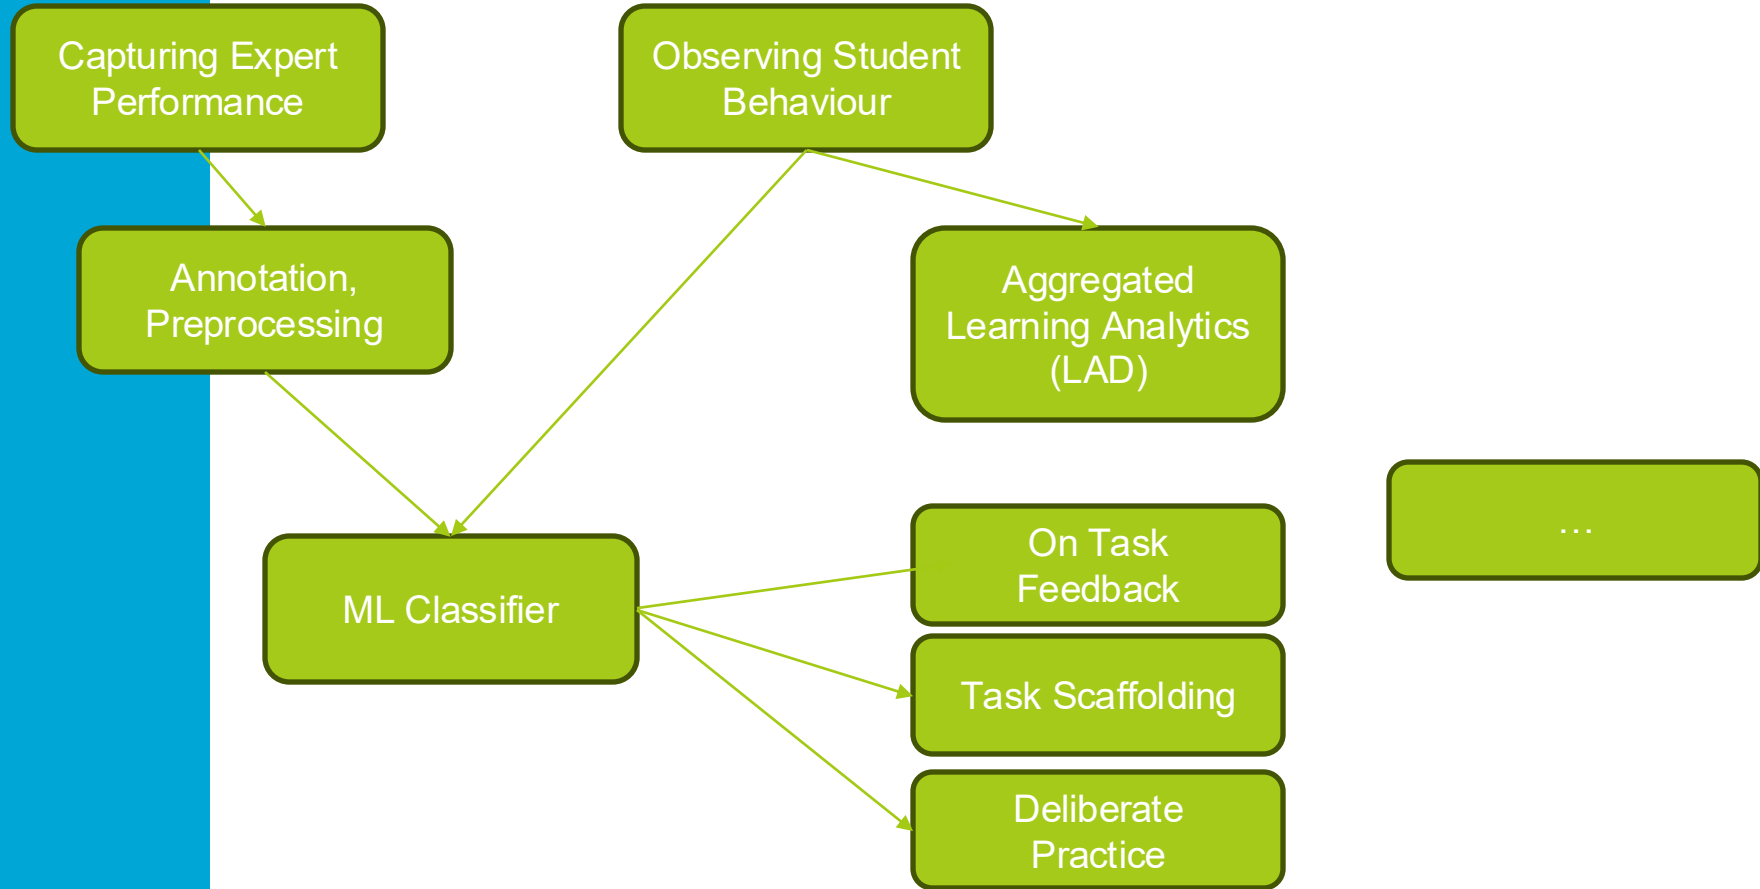 Capturing Expert
Performance
Observing Student
Behaviour
Annotation,
Preprocessing
Aggregated
Learning Analytics
(LAD)
...
On Task
Feedback
ML Classifier
Task Scaffolding
Deliberate
Practice